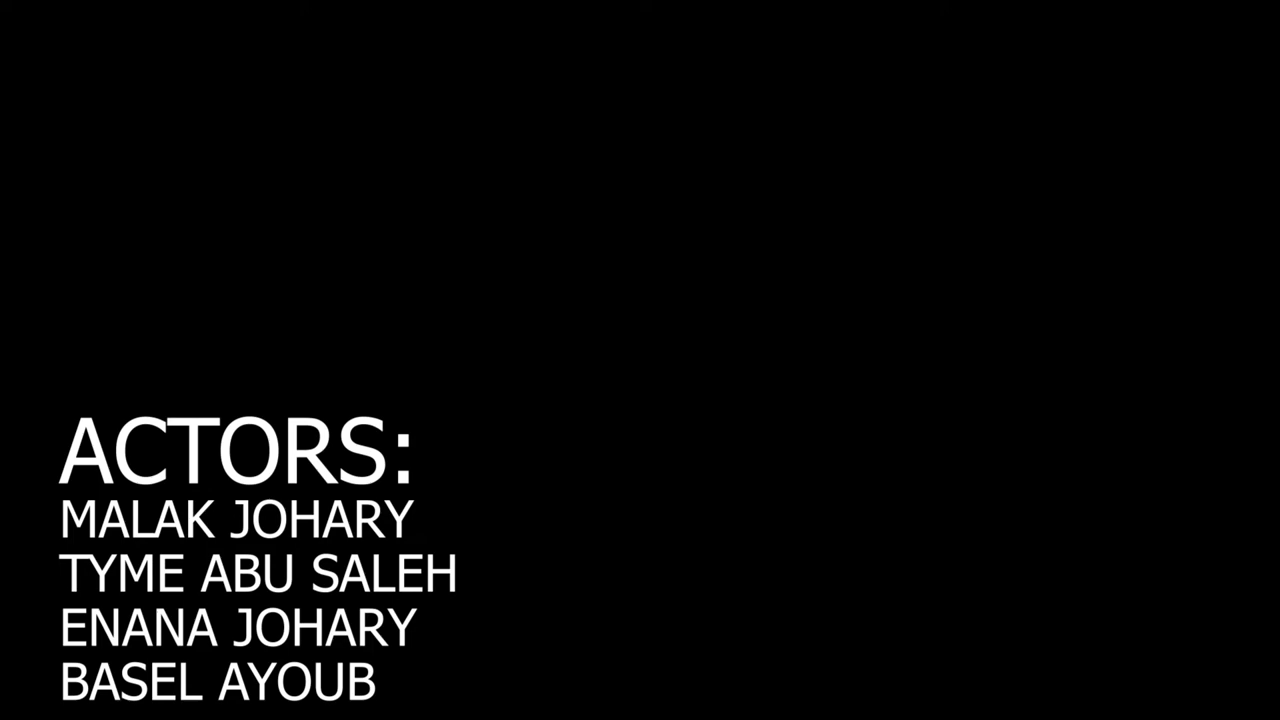 ACTORS:
MALAK JOHARY
TYME ABU SALEH
ENANA JOHARY
BASEL AYOUB